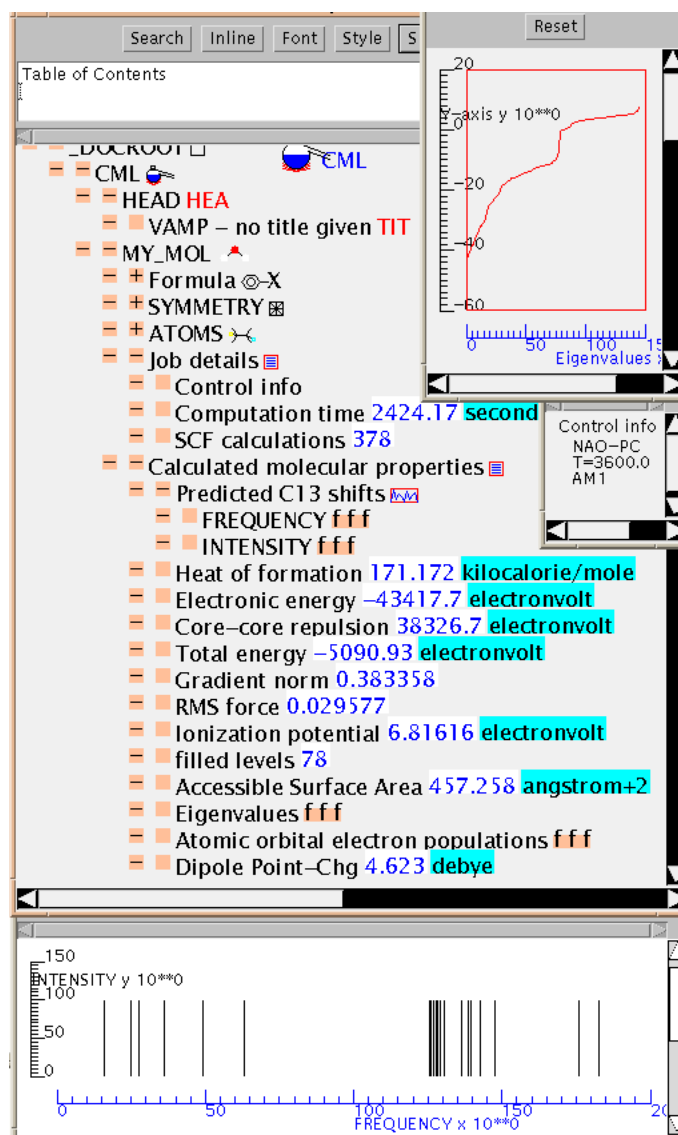 Search Inline Font Style S
Table of Contents
_DOCROOT
CML
CML
HEAD HEA
VAMP – no title given TIT
MY_MOL
+ Formula -X
+ SYMMETRY
+ ATOMS
Job details
Control info
Computation time 2424.17 second
SCF calculations 378
Calculated molecular properties
Predicted C13 shifts
FREQUENCY f f f
INTENSITY f f f
Heat of formation 171.172 kilocalorie/mole
Electronic energy –43417.7 electronvolt
Core–core repulsion 38326.7 electronvolt
Total energy –5090.93 electronvolt
Gradient norm 0.383358
RMS force 0.029577
Ionization potential 6.81616 electronvolt
filled levels 78
Accessible Surface Area 457.258 angstrom+2
Eigenvalues f f f
Atomic orbital electron populations f f f
Dipole Point–Chg 4.623 debye
Reset
20
Y-axis y 10**0
0
–20
–40
–60
0 50 100 15
Eigenvalues x
Control info
NAO-PC
T=3600.0
AM1
150
INTENSITY y 10**0
100
50
0
0 50 100 150 20
FREQUENCY x 10**0